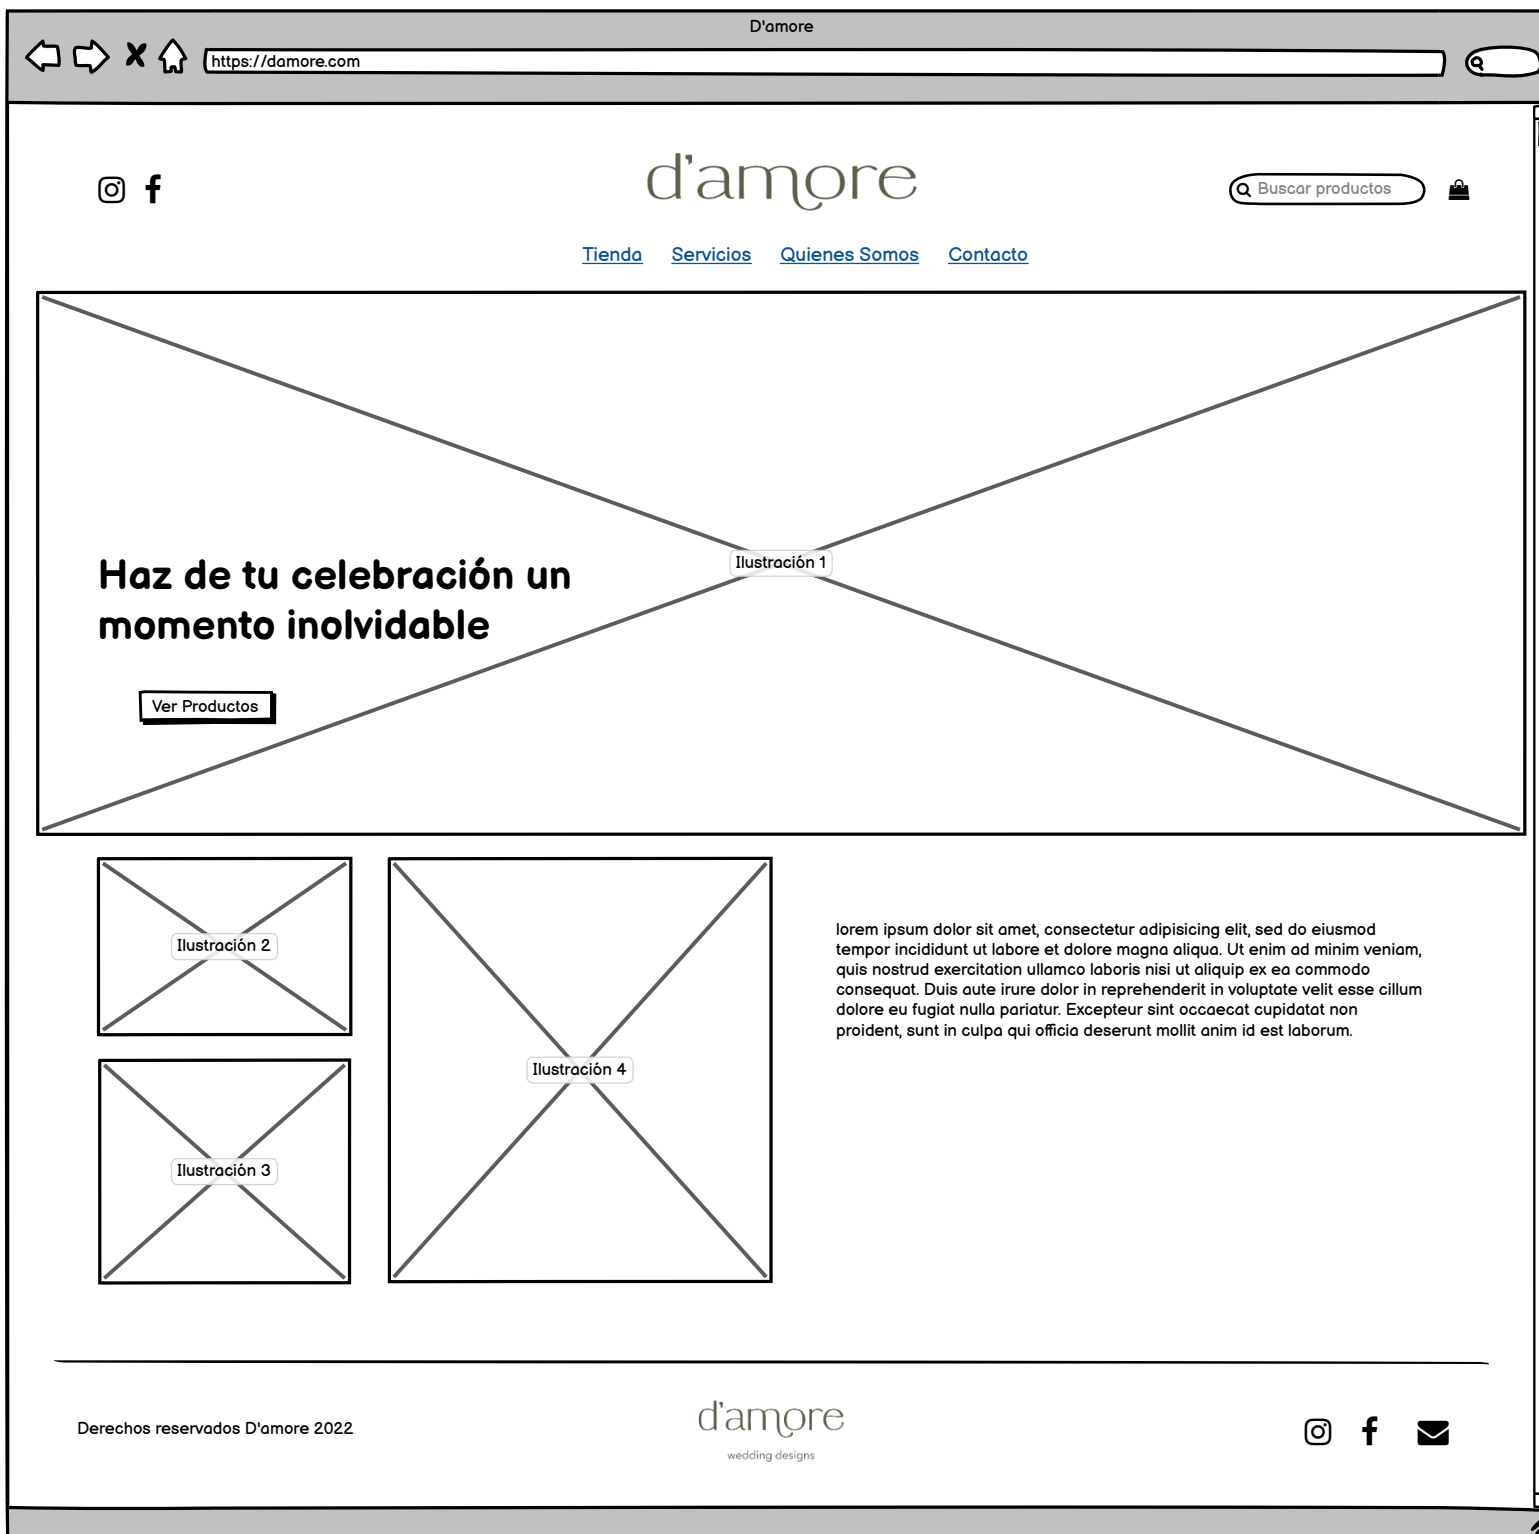 D'amore
https://damore.com
d'amore
Buscar productos
Tienda Servicios Quienes Somos Contacto
Ilustración 1
Haz de tu celebración un
momento inolvidable
Ver Productos
Ilustración 2
Ilustración 3
Ilustración 4
lorem ipsum dolor sit amet, consectetur adipisicing elit, sed do eiusmod
tempor incididunt ut labore et dolore magna aliqua. Ut enim ad minim veniam,
quis nostrud exercitation ullamco laboris nisi ut aliquip ex ea commodo
consequat. Duis aute irure dolor in reprehenderit in voluptate velit esse cillum
dolore eu fugiat nulla pariatur. Excepteur sint occaecat cupidatat non
proident, sunt in culpa qui officia deserunt mollit anim id est laborum.
Derechos reservados D'amore 2022
d'amore
wedding designs